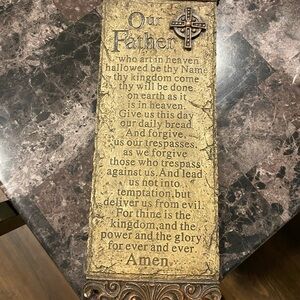 Our
Father
who art in heaven
hallowed be thy Name
thy kingdom come
thy will be done
on earth as it
is in heaven.
Give us this day
our daily bread
And forgive
us our trespasses,
as we forgive
those who trespass
against us. And lead
us not into
temptation, but
deliver us from evil.
For thine is the
kingdom, and the
power and the glory
for ever and ever.
Amen.